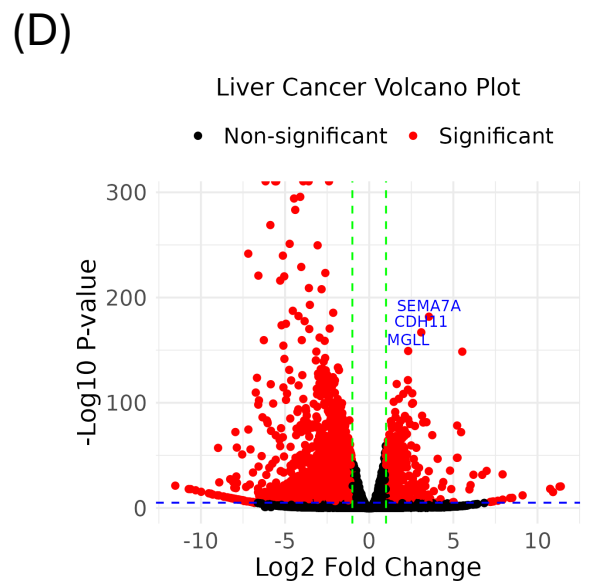 (D)
Liver Cancer Volcano Plot
Non-significant Significant
300
200
100
0
-Log10 P-value
SEMA7A
CDH11
MGLL
-10 -5 0 5 10
Log2 Fold Change